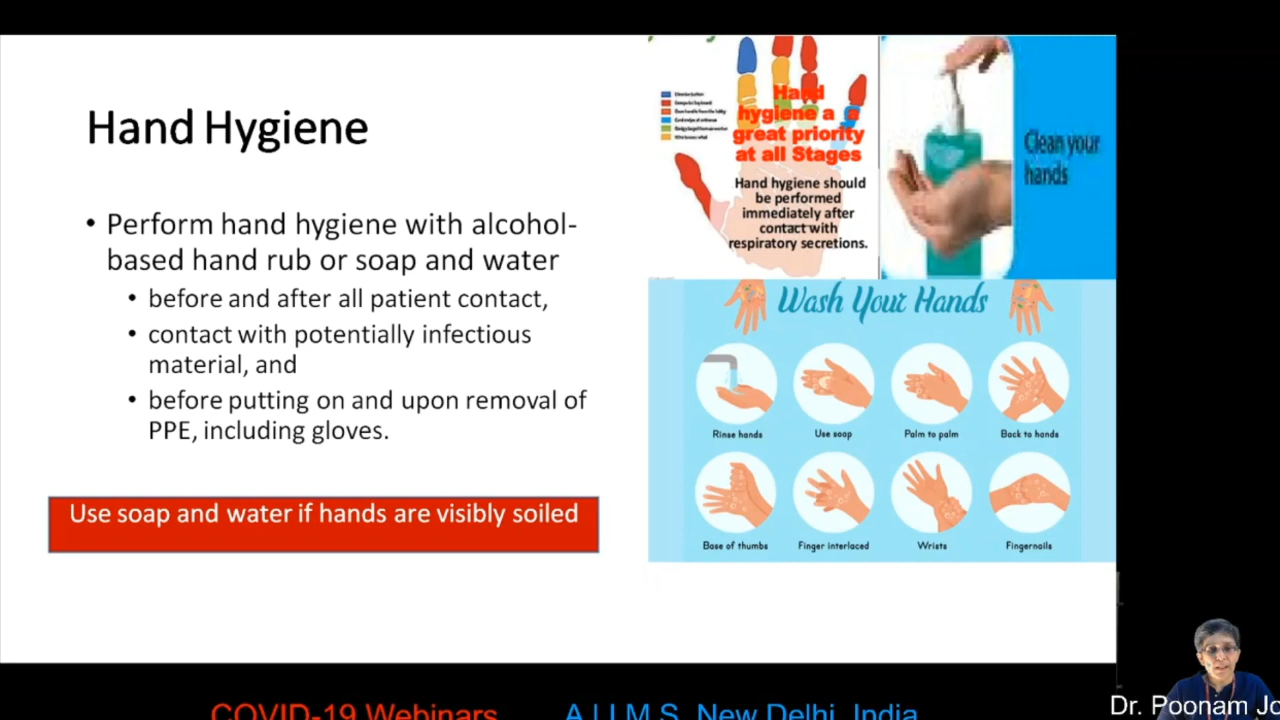 Hand Hygiene
• Perform hand hygiene with alcohol-
based hand rub or soap and water
• before and after all patient contact,
• contact with potentially infectious
material, and
• before putting on and upon removal of
PPE, including gloves.
Use soap and water if hands are visibly soiled
Hand
hygiene a a
great priority
at all Stages
Hand hygiene should
be performed
immediately after
contact with
respiratory secretions.
Clean your
hands
Wash Your Hands
Rinse hands
Use soap
Palm to palm
Back to hands
Base of thumbs
Finger interlaced
Wrists
Fingernails
COVID-19 Webinars
A.I.I.M.S. New Delhi, India
Dr. Poonam Jo